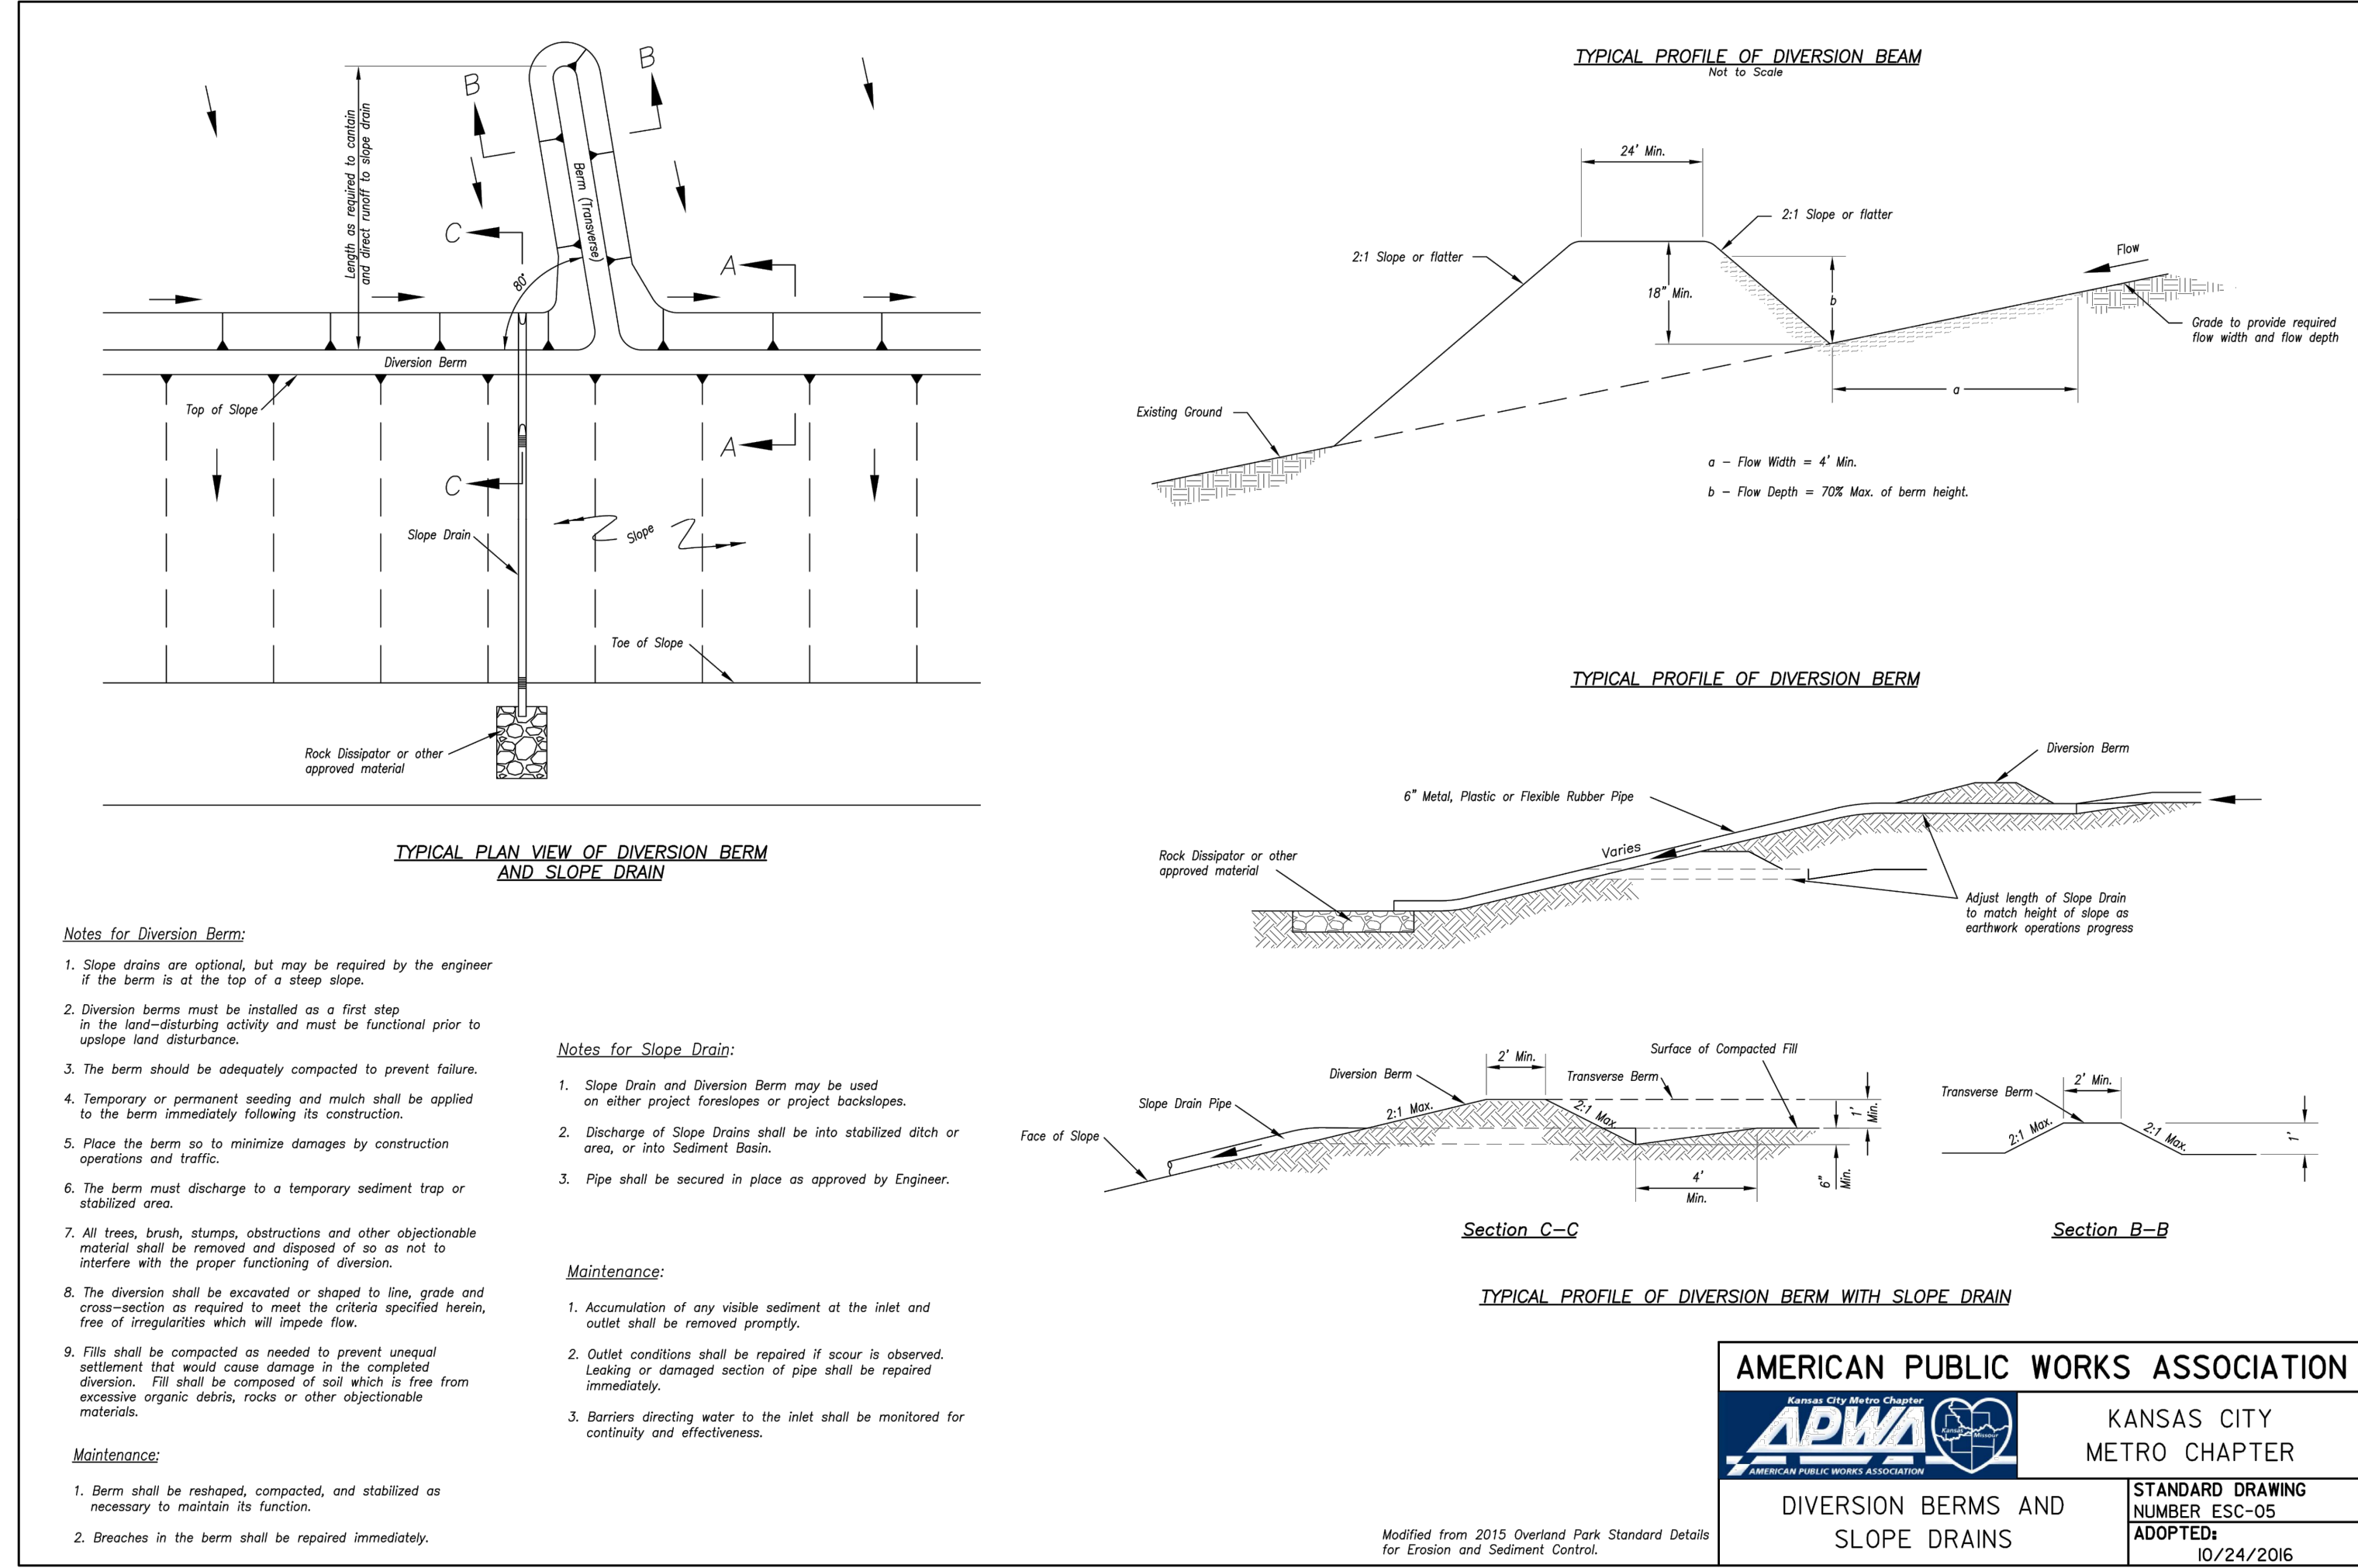 B
B
Length as required to cantain
and direct runoff to slope drain
Berm (Transverse)
C
A
80°
Diversion Berm
Top of Slope
A
C
Slope Drain
Slope
Toe of Slope
Rock Dissipator or other
approved material
TYPICAL PLAN VIEW OF DIVERSION BERM
AND SLOPE DRAIN
Notes for Diversion Berm:
1. Slope drains are optional, but may be required by the engineer
if the berm is at the top of a steep slope.
2. Diversion berms must be installed as a first step
in the land-disturbing activity and must be functional prior to
upslope land disturbance.
3. The berm should be adequately compacted to prevent failure.
4. Temporary or permanent seeding and mulch shall be applied
to the berm immediately following its construction.
5. Place the berm so to minimize damages by construction
operations and traffic.
6. The berm must discharge to a temporary sediment trap or
stabilized area.
7. All trees, brush, stumps, obstructions and other objectionable
material shall be removed and disposed of so as not to
interfere with the proper functioning of diversion.
8. The diversion shall be excavated or shaped to line, grade and
cross-section as required to meet the criteria specified herein,
free of irregularities which will impede flow.
9. Fills shall be compacted as needed to prevent unequal
settlement that would cause damage in the completed
diversion. Fill shall be composed of soil which is free from
excessive organic debris, rocks or other objectionable
materials.
Maintenance:
1. Berm shall be reshaped, compacted, and stabilized as
necessary to maintain its function.
2. Breaches in the berm shall be repaired immediately.
Notes for Slope Drain:
1. Slope Drain and Diversion Berm may be used
on either project foreslopes or project backslopes.
2. Discharge of Slope Drains shall be into stabilized ditch or
area, or into Sediment Basin.
3. Pipe shall be secured in place as approved by Engineer.
Maintenance:
1. Accumulation of any visible sediment at the inlet and
outlet shall be removed promptly.
2. Outlet conditions shall be repaired if scour is observed.
Leaking or damaged section of pipe shall be repaired
immediately.
3. Barriers directing water to the inlet shall be monitored for
continuity and effectiveness.
TYPICAL PROFILE OF DIVERSION BEAM
Not to Scale
24' Min.
2:1 Slope or flatter
2:1 Slope or flatter
Flow
18" Min.
b
Grade to provide required
flow width and flow depth
a
Existing Ground
a - Flow Width = 4' Min.
b - Flow Depth = 70% Max. of berm height.
TYPICAL PROFILE OF DIVERSION BERM
Diversion Berm
6" Metal, Plastic or Flexible Rubber Pipe
Varies
Rock Dissipator or other
approved material
Adjust length of Slope Drain
to match height of slope as
earthwork operations progress
2' Min.
Surface of Compacted Fill
Diversion Berm
Transverse Berm
Slope Drain Pipe
2:1 Max.
2:1 Max.
1'
Min.
Face of Slope
4'
Min.
6"
Min.
Section C-C
Transverse Berm
2' Min.
2:1 Max.
2:1 Max.
1'
Section B-B
TYPICAL PROFILE OF DIVERSION BERM WITH SLOPE DRAIN
AMERICAN PUBLIC WORKS ASSOCIATION
Kansas City Metro Chapter
APWA
Kansas
Missouri
AMERICAN PUBLIC WORKS ASSOCIATION
KANSAS CITY
METRO CHAPTER
DIVERSION BERMS AND
SLOPE DRAINS
STANDARD DRAWING
NUMBER ESC-05
ADOPTED:
10/24/2016
Modified from 2015 Overland Park Standard Details
for Erosion and Sediment Control.